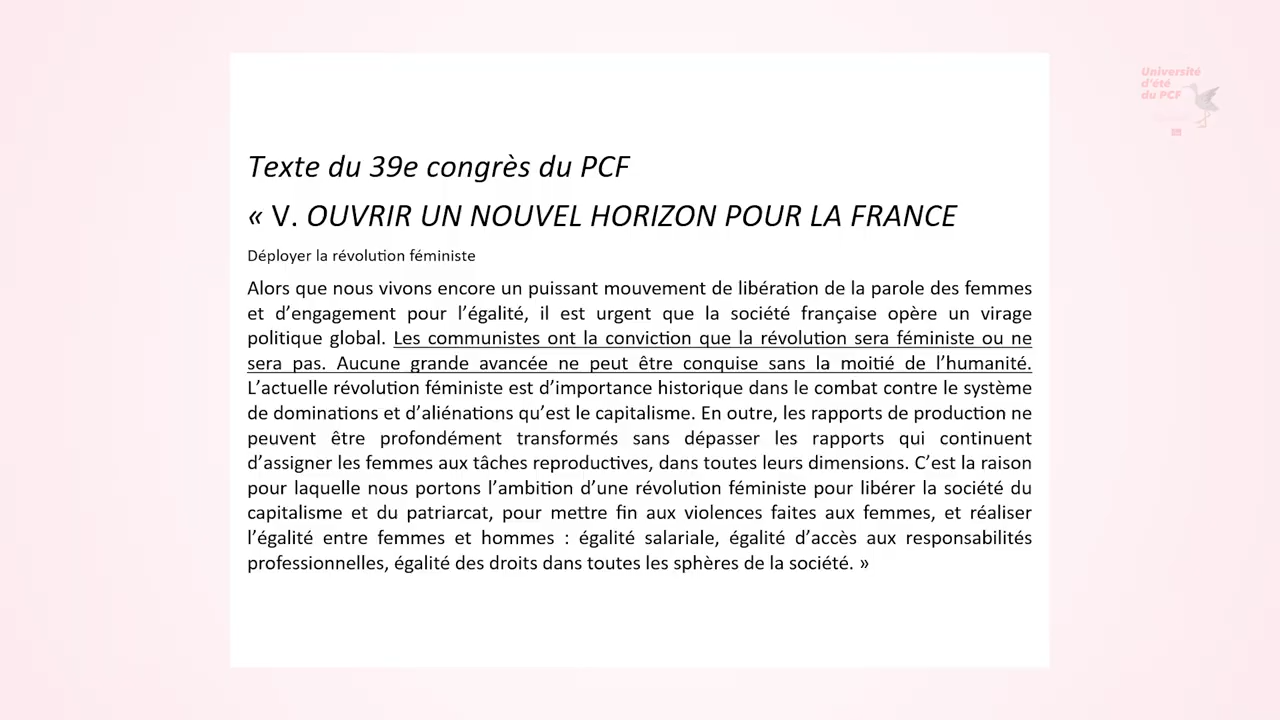 Université
d'été
du PCF
Texte du 39e congrès du PCF
« V. OUVRIR UN NOUVEL HORIZON POUR LA FRANCE
Déployer la révolution féministe
Alors que nous vivons encore un puissant mouvement de libération de la parole des femmes
et d’engagement pour l’égalité, il est urgent que la société française opère un virage
politique global. Les communistes ont la conviction que la révolution sera féministe ou ne
sera pas. Aucune grande avancée ne peut être conquise sans la moitié de l’humanité.
L’actuelle révolution féministe est d’importance historique dans le combat contre le système
de dominations et d’aliénations qu’est le capitalisme. En outre, les rapports de production ne
peuvent être profondément transformés sans dépasser les rapports qui continuent
d’assigner les femmes aux tâches reproductives, dans toutes leurs dimensions. C’est la raison
pour laquelle nous portons l’ambition d’une révolution féministe pour libérer la société du
capitalisme et du patriarcat, pour mettre fin aux violences faites aux femmes, et réaliser
l’égalité entre femmes et hommes : égalité salariale, égalité d’accès aux responsabilités
professionnelles, égalité des droits dans toutes les sphères de la société. »